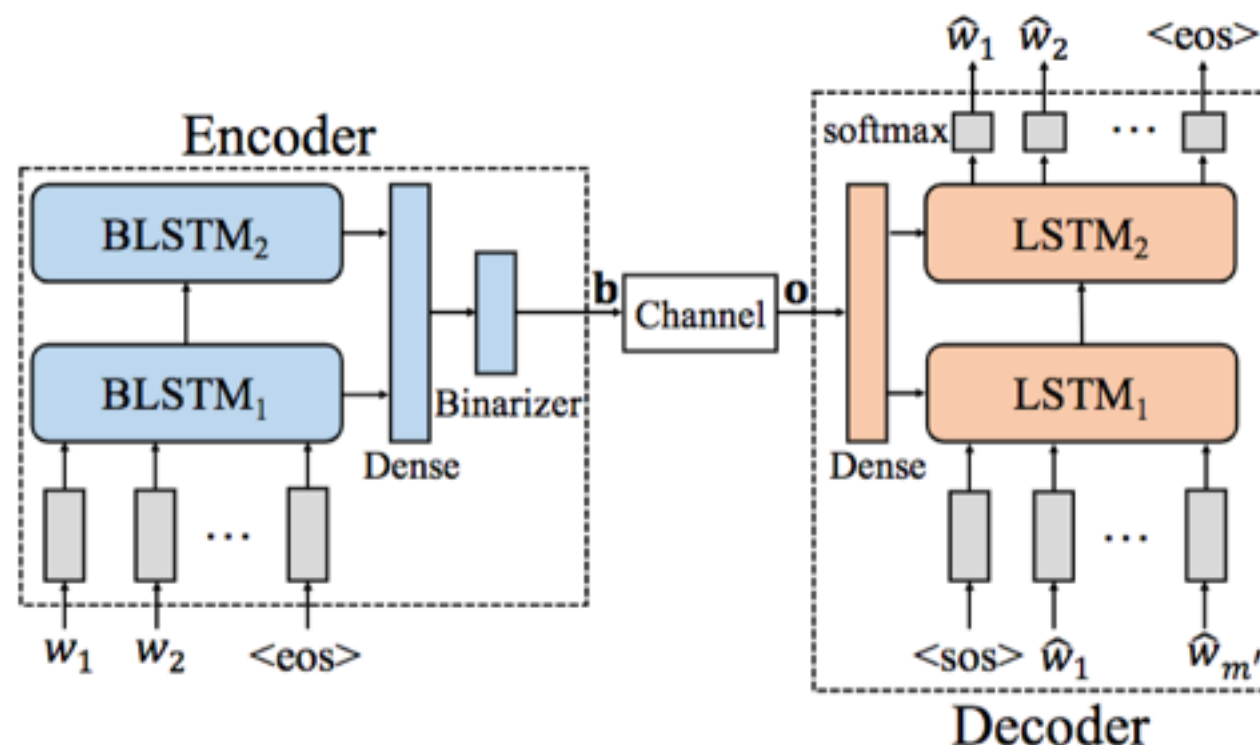 Encoder
BLSTM₂
BLSTM₁
Dense
Binarizer
w₁ w₂ ... <eos>
b
Channel
o
ŵ₁ ŵ₂ <eos>
softmax ...
LSTM₂
LSTM₁
Dense
...
<sos> ŵ₁ ŵₘ′
Decoder